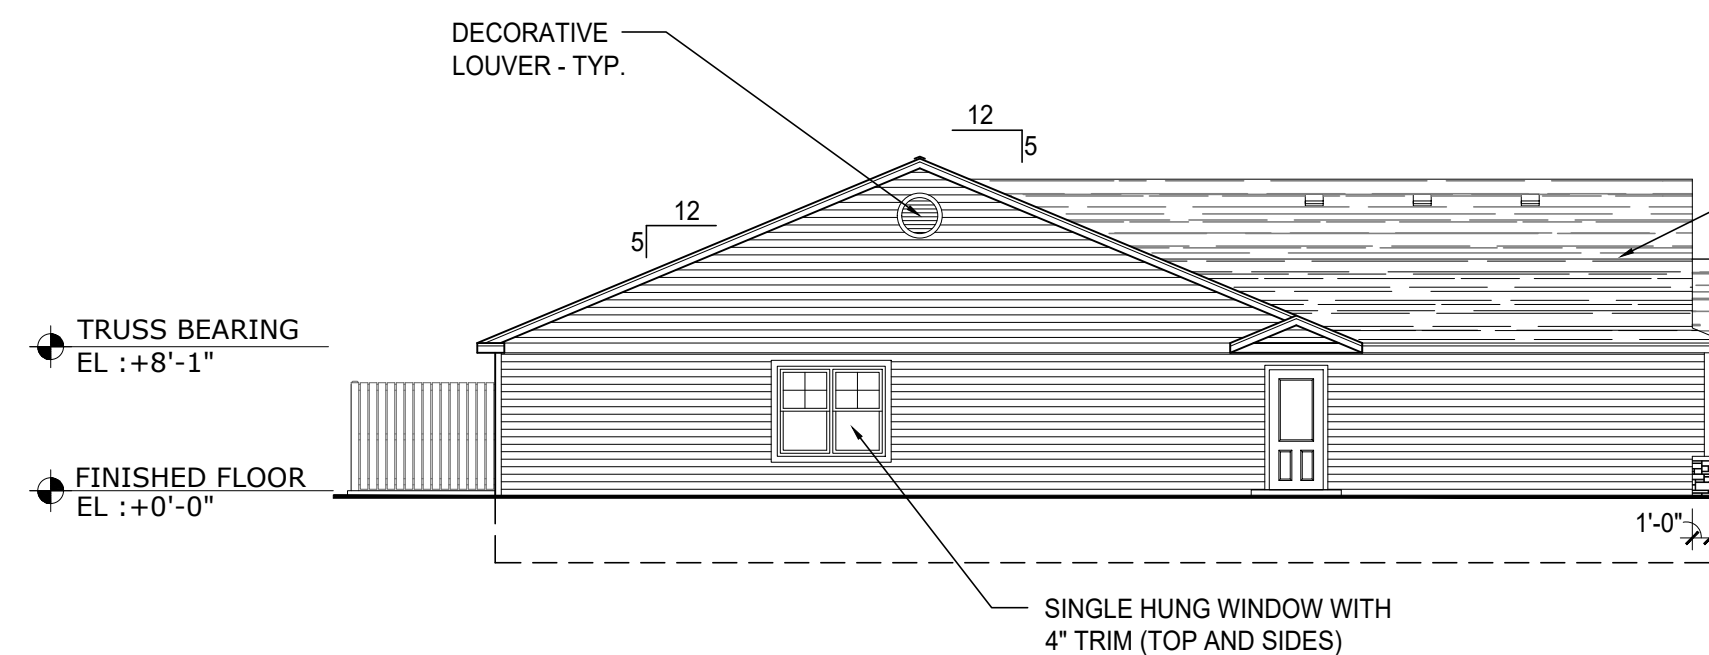 DECORATIVE
LOUVER - TYP.
12
5
12
5
TRUSS BEARING
EL :+8'-1"
FINISHED FLOOR
EL :+0'-0"
1'-0"
SINGLE HUNG WINDOW WITH
4" TRIM (TOP AND SIDES)